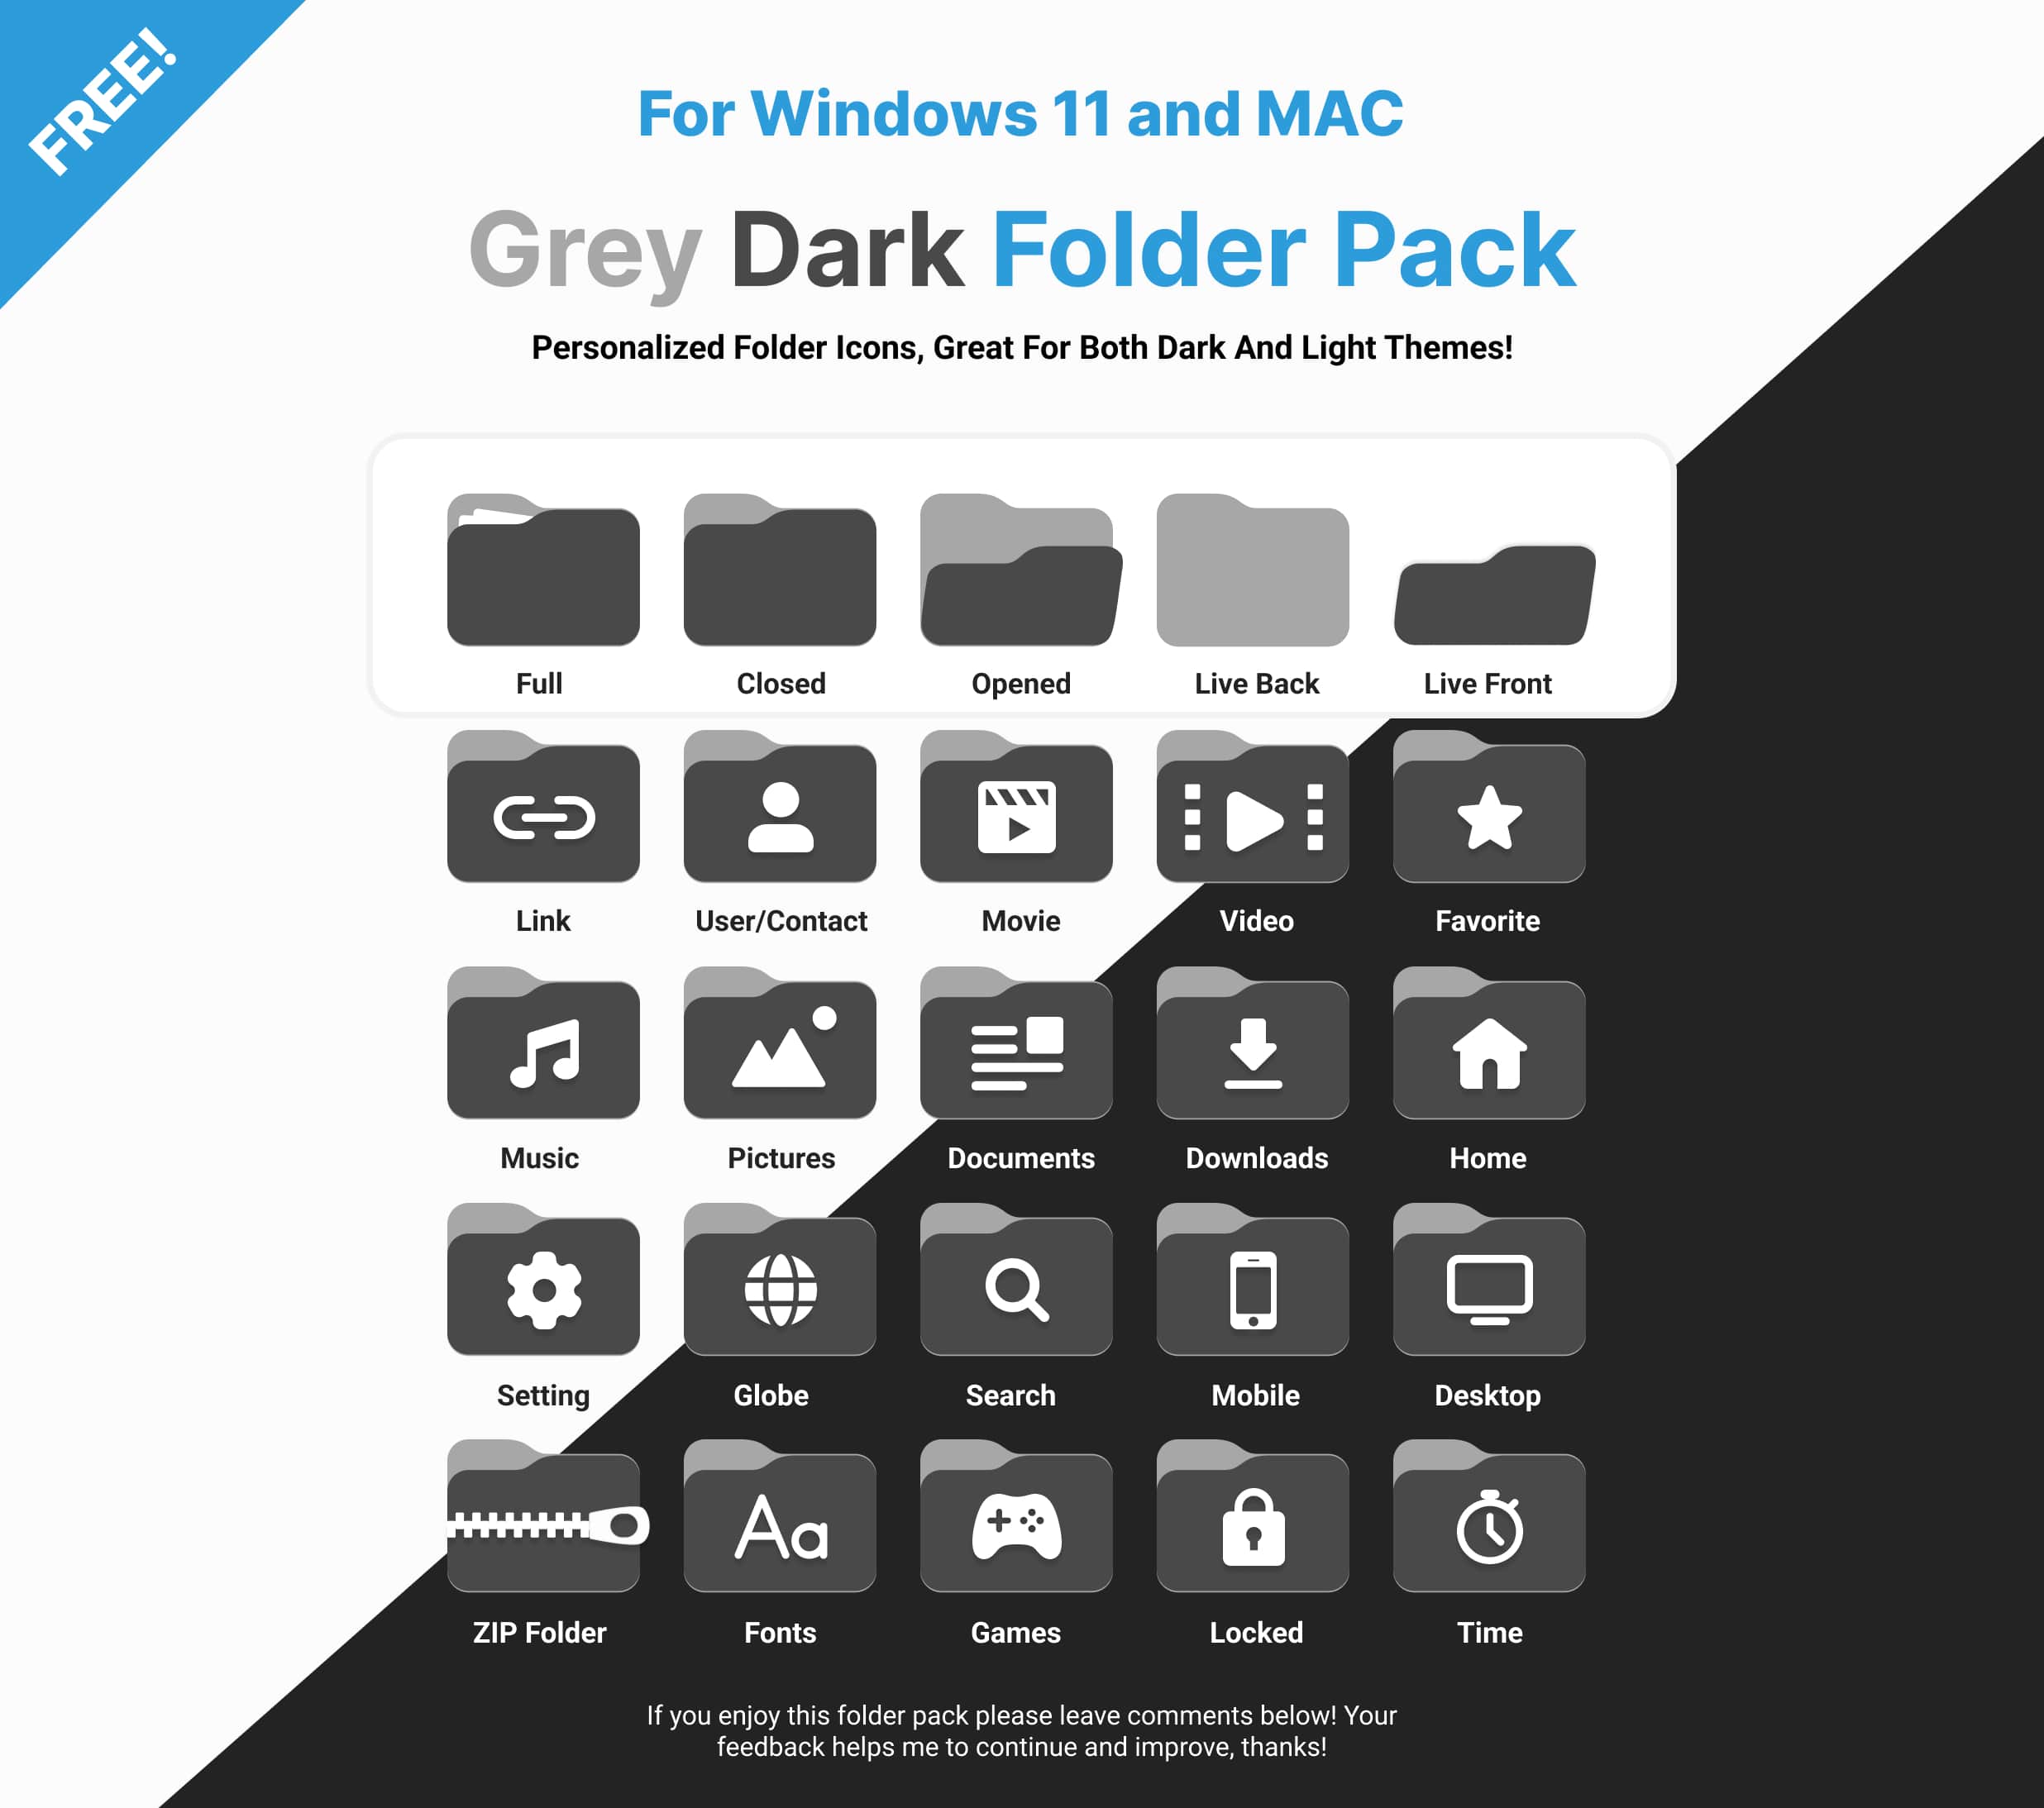 FREE!
For Windows 11 and MAC
Grey Dark Folder Pack
Personalized Folder Icons, Great For Both Dark And Light Themes!
Full
Closed
Opened
Live Back
Live Front
Link
User/Contact
Movie
Video
Favorite
Music
Pictures
Documents
Downloads
Home
Setting
Globe
Search
Mobile
Desktop
Aa
ZIP Folder
Fonts
Games
Locked
Time
If you enjoy this folder pack please leave comments below! Your
feedback helps me to continue and improve, thanks!